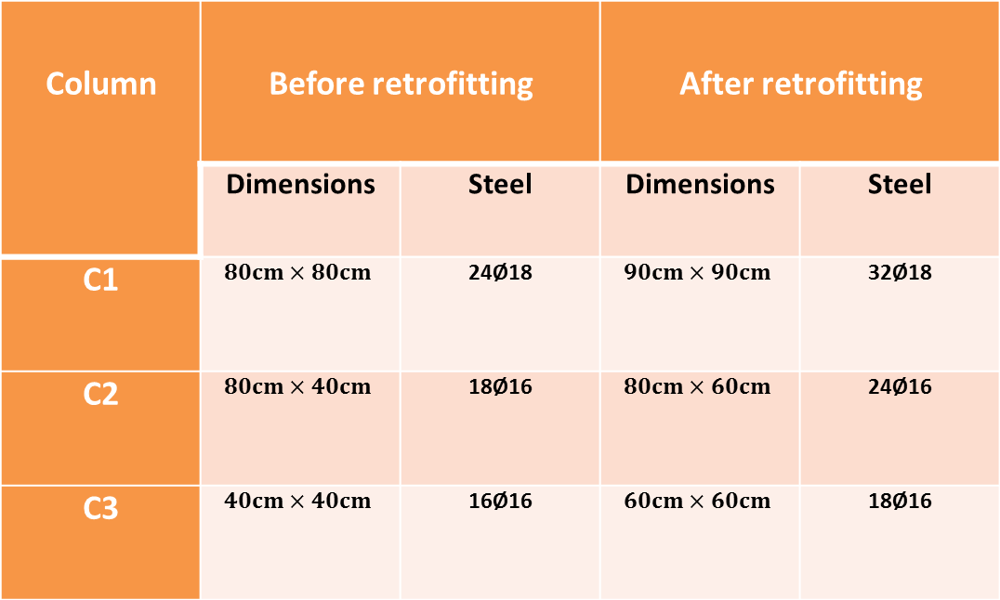 Column Before retrofitting After retrofitting
Dimensions Steel Dimensions Steel
C1 80cm × 80cm 24Ø18 90cm × 90cm 32Ø18
C2 80cm × 40cm 18Ø16 80cm × 60cm 24Ø16
C3 40cm × 40cm 16Ø16 60cm × 60cm 18Ø16